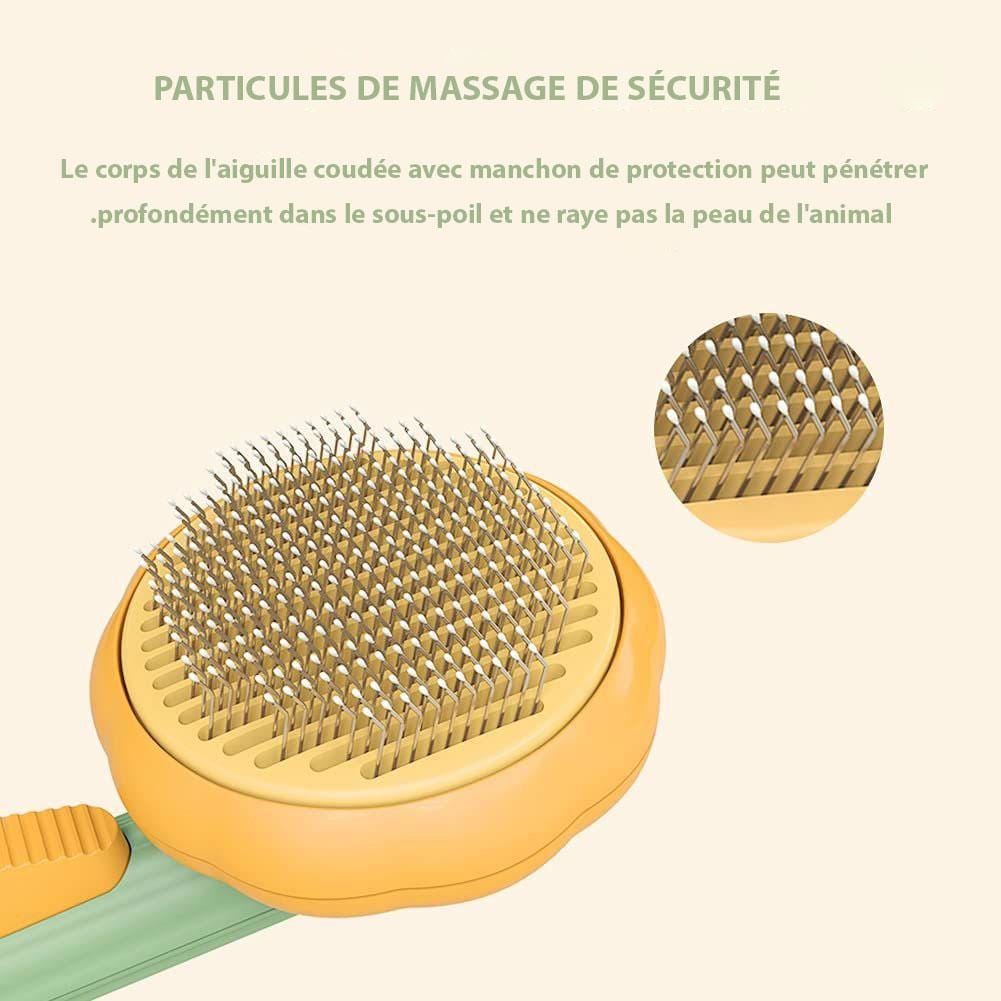 PARTICULES DE MASSAGE DE SÉCURITÉ
Le corps de l'aiguille coudée avec manchon de protection peut pénétrer
.profondément dans le sous-poil et ne raye pas la peau de l'animal